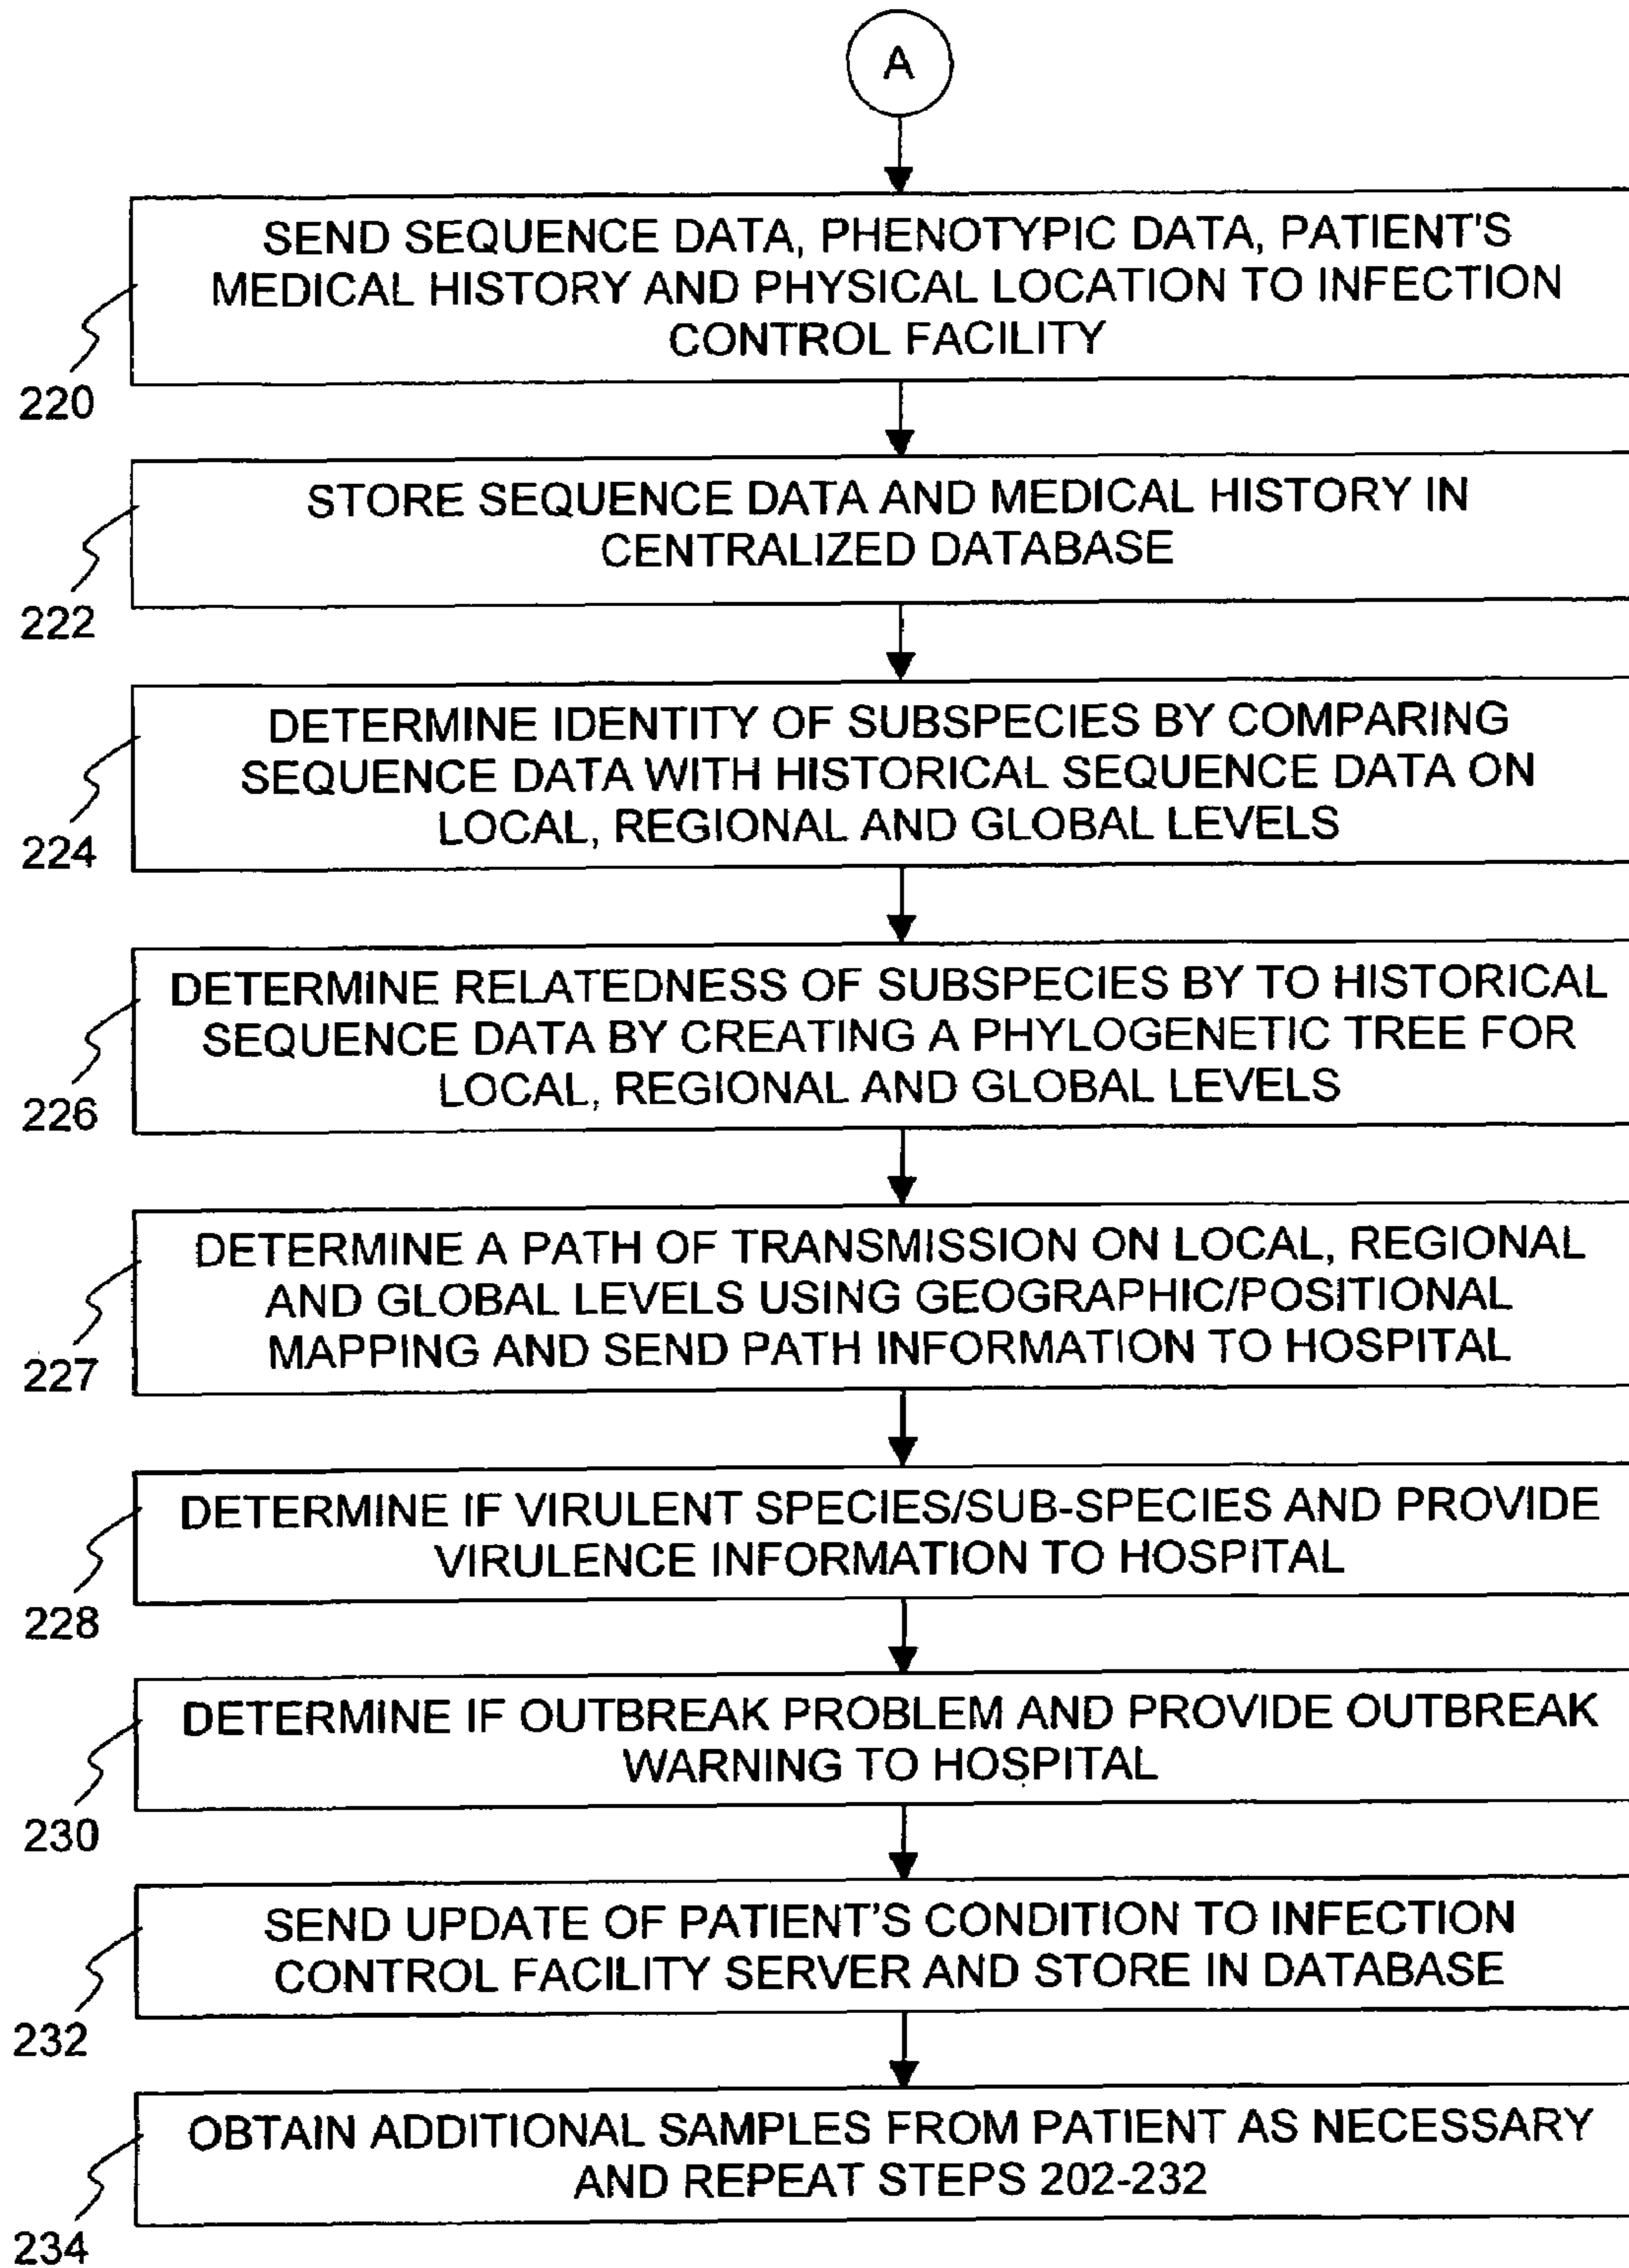 A
SEND SEQUENCE DATA, PHENOTYPIC DATA, PATIENT'S
MEDICAL HISTORY AND PHYSICAL LOCATION TO INFECTION
CONTROL FACILITY
220
STORE SEQUENCE DATA AND MEDICAL HISTORY IN
CENTRALIZED DATABASE
222
DETERMINE IDENTITY OF SUBSPECIES BY COMPARING
SEQUENCE DATA WITH HISTORICAL SEQUENCE DATA ON
LOCAL, REGIONAL AND GLOBAL LEVELS
224
DETERMINE RELATEDNESS OF SUBSPECIES BY TO HISTORICAL
SEQUENCE DATA BY CREATING A PHYLOGENETIC TREE FOR
LOCAL, REGIONAL AND GLOBAL LEVELS
226
DETERMINE A PATH OF TRANSMISSION ON LOCAL, REGIONAL
AND GLOBAL LEVELS USING GEOGRAPHIC/POSITIONAL
MAPPING AND SEND PATH INFORMATION TO HOSPITAL
227
DETERMINE IF VIRULENT SPECIES/SUB-SPECIES AND PROVIDE
VIRULENCE INFORMATION TO HOSPITAL
228
DETERMINE IF OUTBREAK PROBLEM AND PROVIDE OUTBREAK
WARNING TO HOSPITAL
230
SEND UPDATE OF PATIENT'S CONDITION TO INFECTION
CONTROL FACILITY SERVER AND STORE IN DATABASE
232
OBTAIN ADDITIONAL SAMPLES FROM PATIENT AS NECESSARY
AND REPEAT STEPS 202-232
234